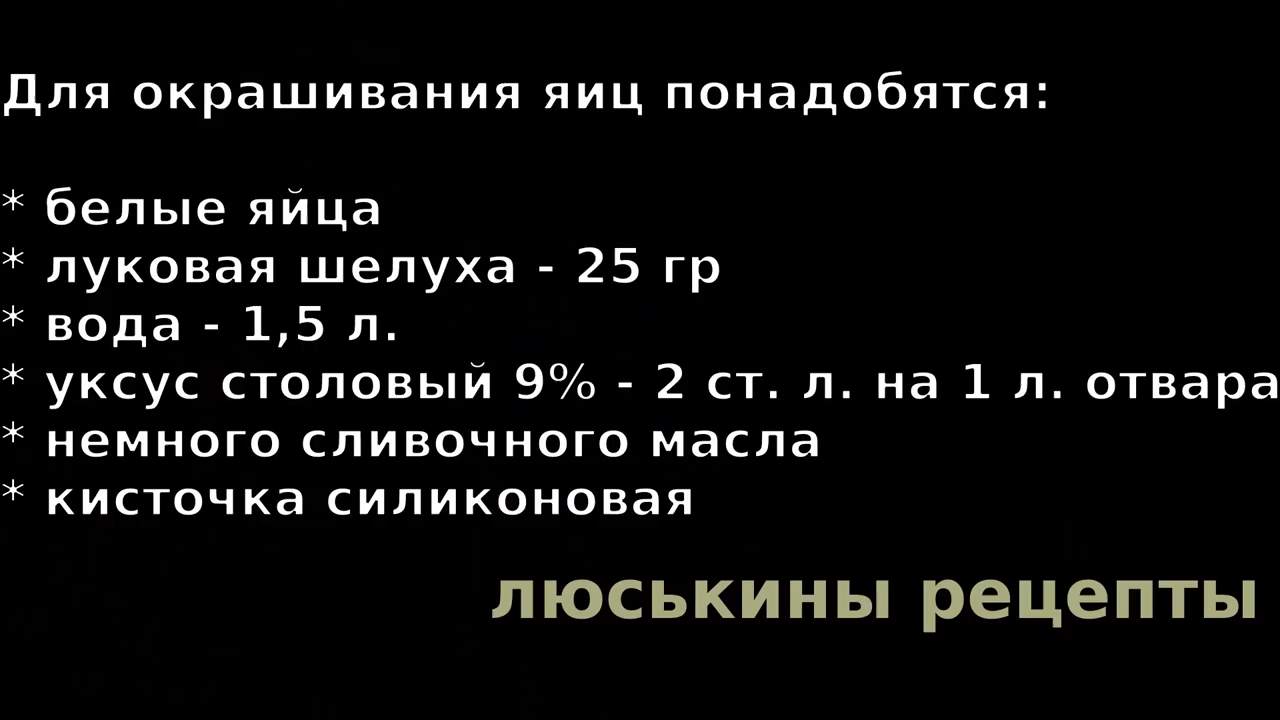 Для окрашивания яиц понадобятся:
* белые яйца
* луковая шелуха - 25 гр
* вода - 1,5 л.
* уксус столовый 9% - 2 ст. л. на 1 л. отвара
* немного сливочного масла
* кисточка силиконовая
люськины рецепты